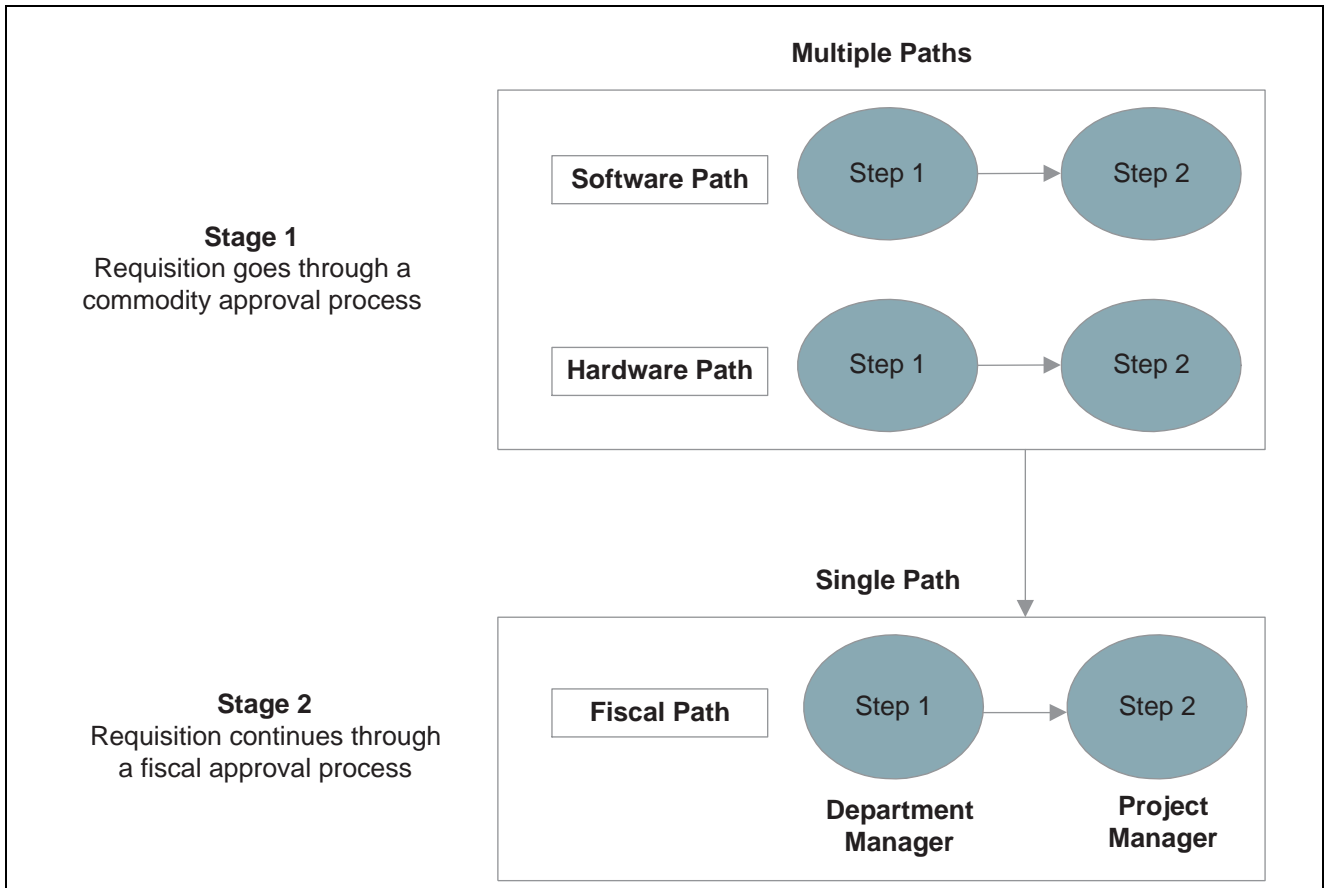 Multiple Paths
Software Path
Step 1
Step 2
Stage 1
Requisition goes through a
commodity approval process
Hardware Path
Step 1
Step 2
Single Path
Stage 2
Requisition continues through
a fiscal approval process
Fiscal Path
Step 1
Step 2
Department
Manager
Project
Manager